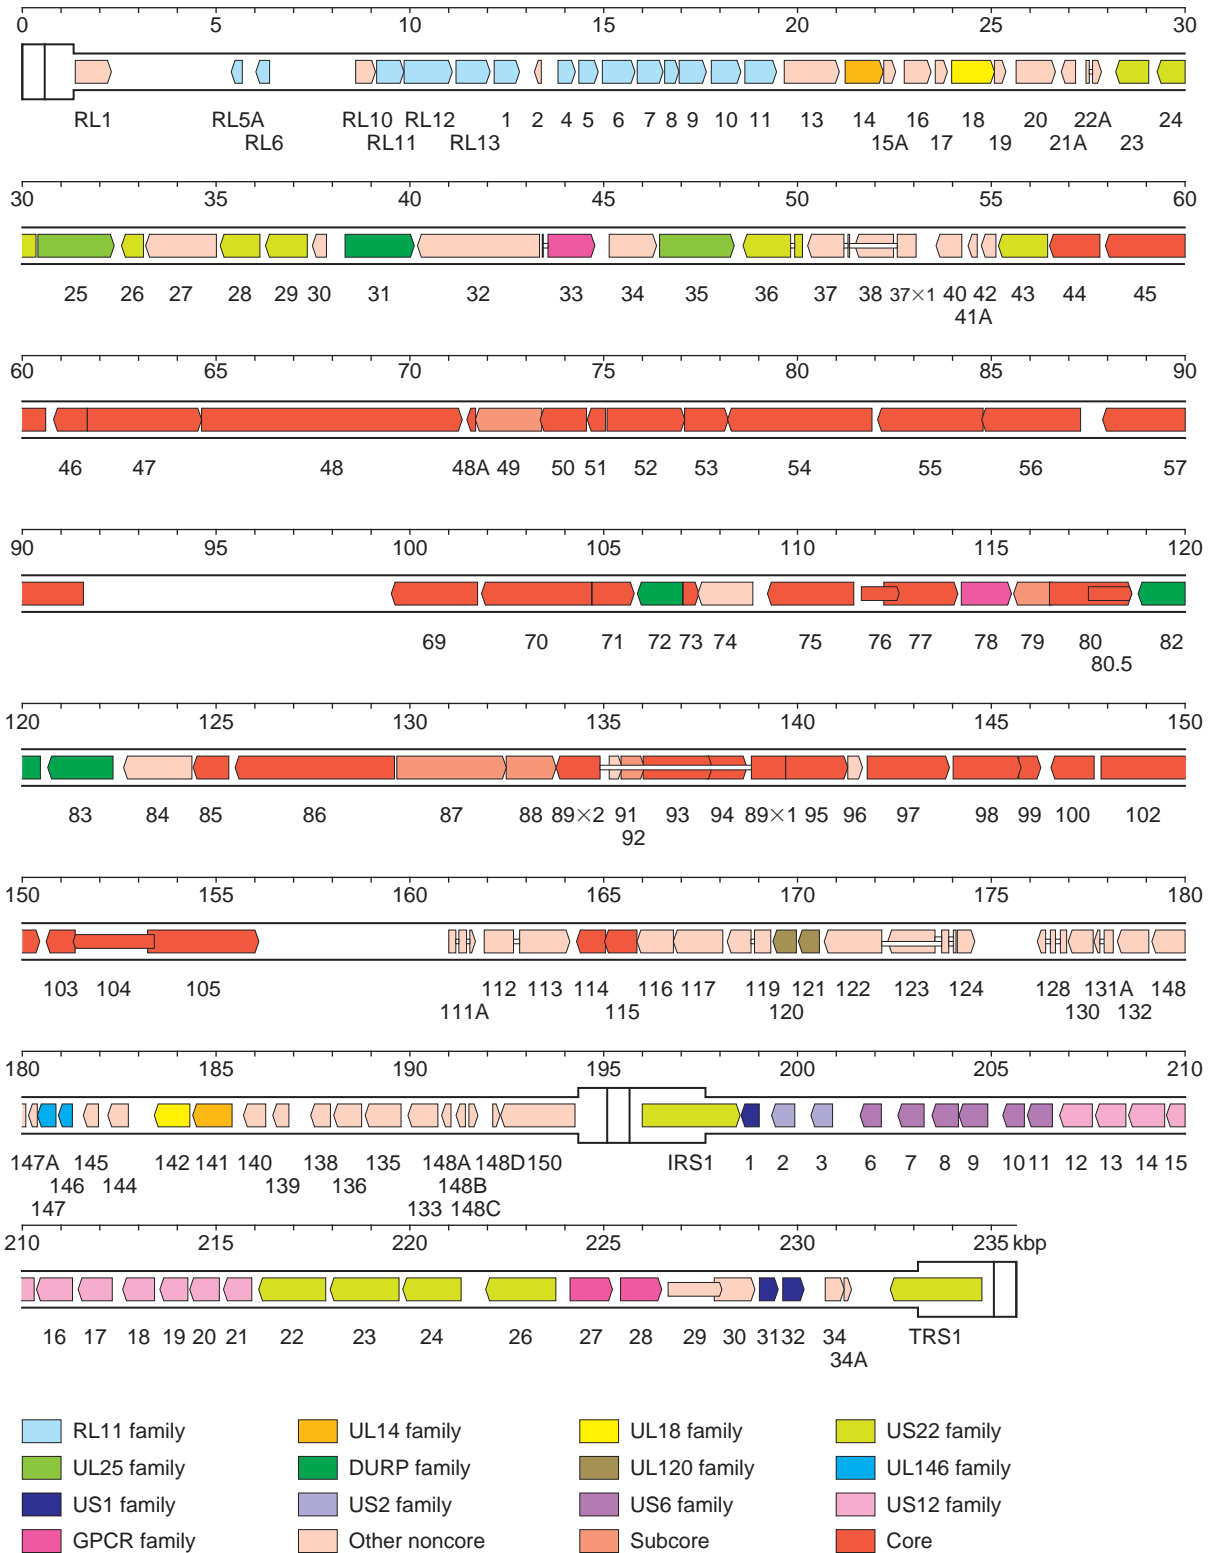 0 5 10 15 20 25 30
RL1 RL5A RL10 RL12 1 2 4 5 6 7 8 9 10 11 13 14 16 18 20 22A 24
RL6 RL11 RL13 15A 17 19 21A 23
30 35 40 45 50 55 60
25 26 27 28 29 30 31 32 33 34 35 36 37 38 37×1 40 42 43 44 45
41A
60 65 70 75 80 85 90
46 47 48 48A 49 50 51 52 53 54 55 56 57
90 95 100 105 110 115 120
69 70 71 72 73 74 75 76 77 78 79 80 82
80.5
120 125 130 135 140 145 150
83 84 85 86 87 88 89×2 91 93 94 89×1 95 96 97 98 99 100 102
92
150 155 160 165 170 175 180
103 104 105 112 113 114 116 117 119 121 122 123 124 128 131A 148
111A 115 120 130 132
180 185 190 195 200 205 210
147A 145 142 141 140 138 135 148A 148D 150 IRS1 1 2 3 6 7 8 9 10 11 12 13 14 15
146 144 139 136 148B
147 133 148C
210 215 220 225 230 235 kbp
16 17 18 19 20 21 22 23 24 26 27 28 29 30 31 32 34 TRS1
34A
RL11 family UL14 family UL18 family US22 family
UL25 family DURP family UL120 family UL146 family
US1 family US2 family US6 family US12 family
GPCR family Other noncore Subcore Core